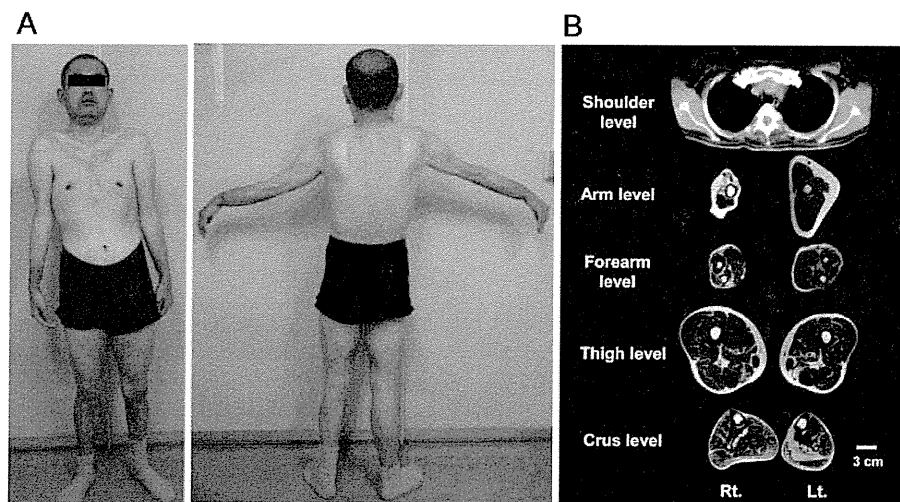 A
B
Shoulder
level
Arm level
Forearm
level
Thigh level
Crus level
3 cm
Rt.
Lt.